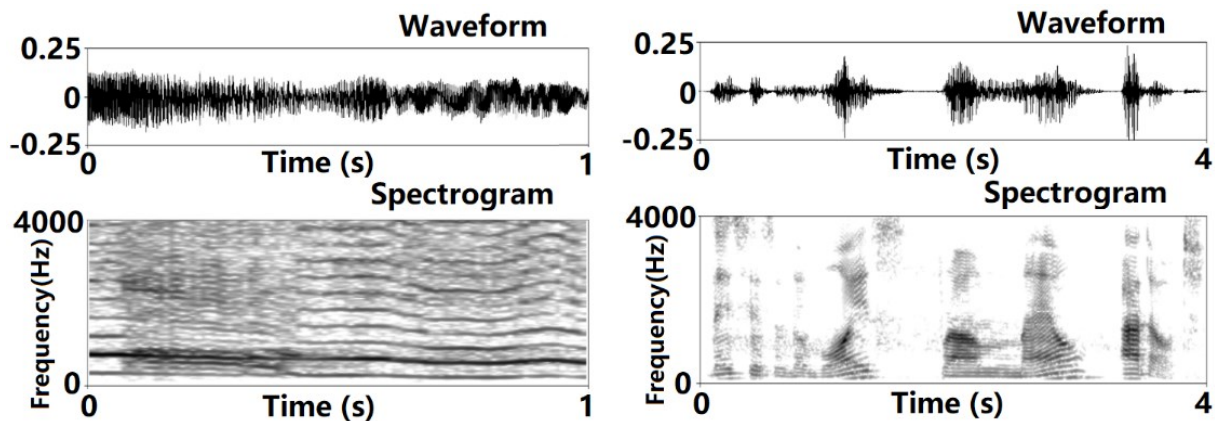 Waveform
0.25
0
-0.25
0
Time (s)
1
Spectrogram
4000
Frequency(Hz)
0
0
Time (s)
1
Waveform
0.25
0
-0.25
0
Time (s)
4
Spectrogram
4000
Frequency(Hz)
0
0
Time (s)
4